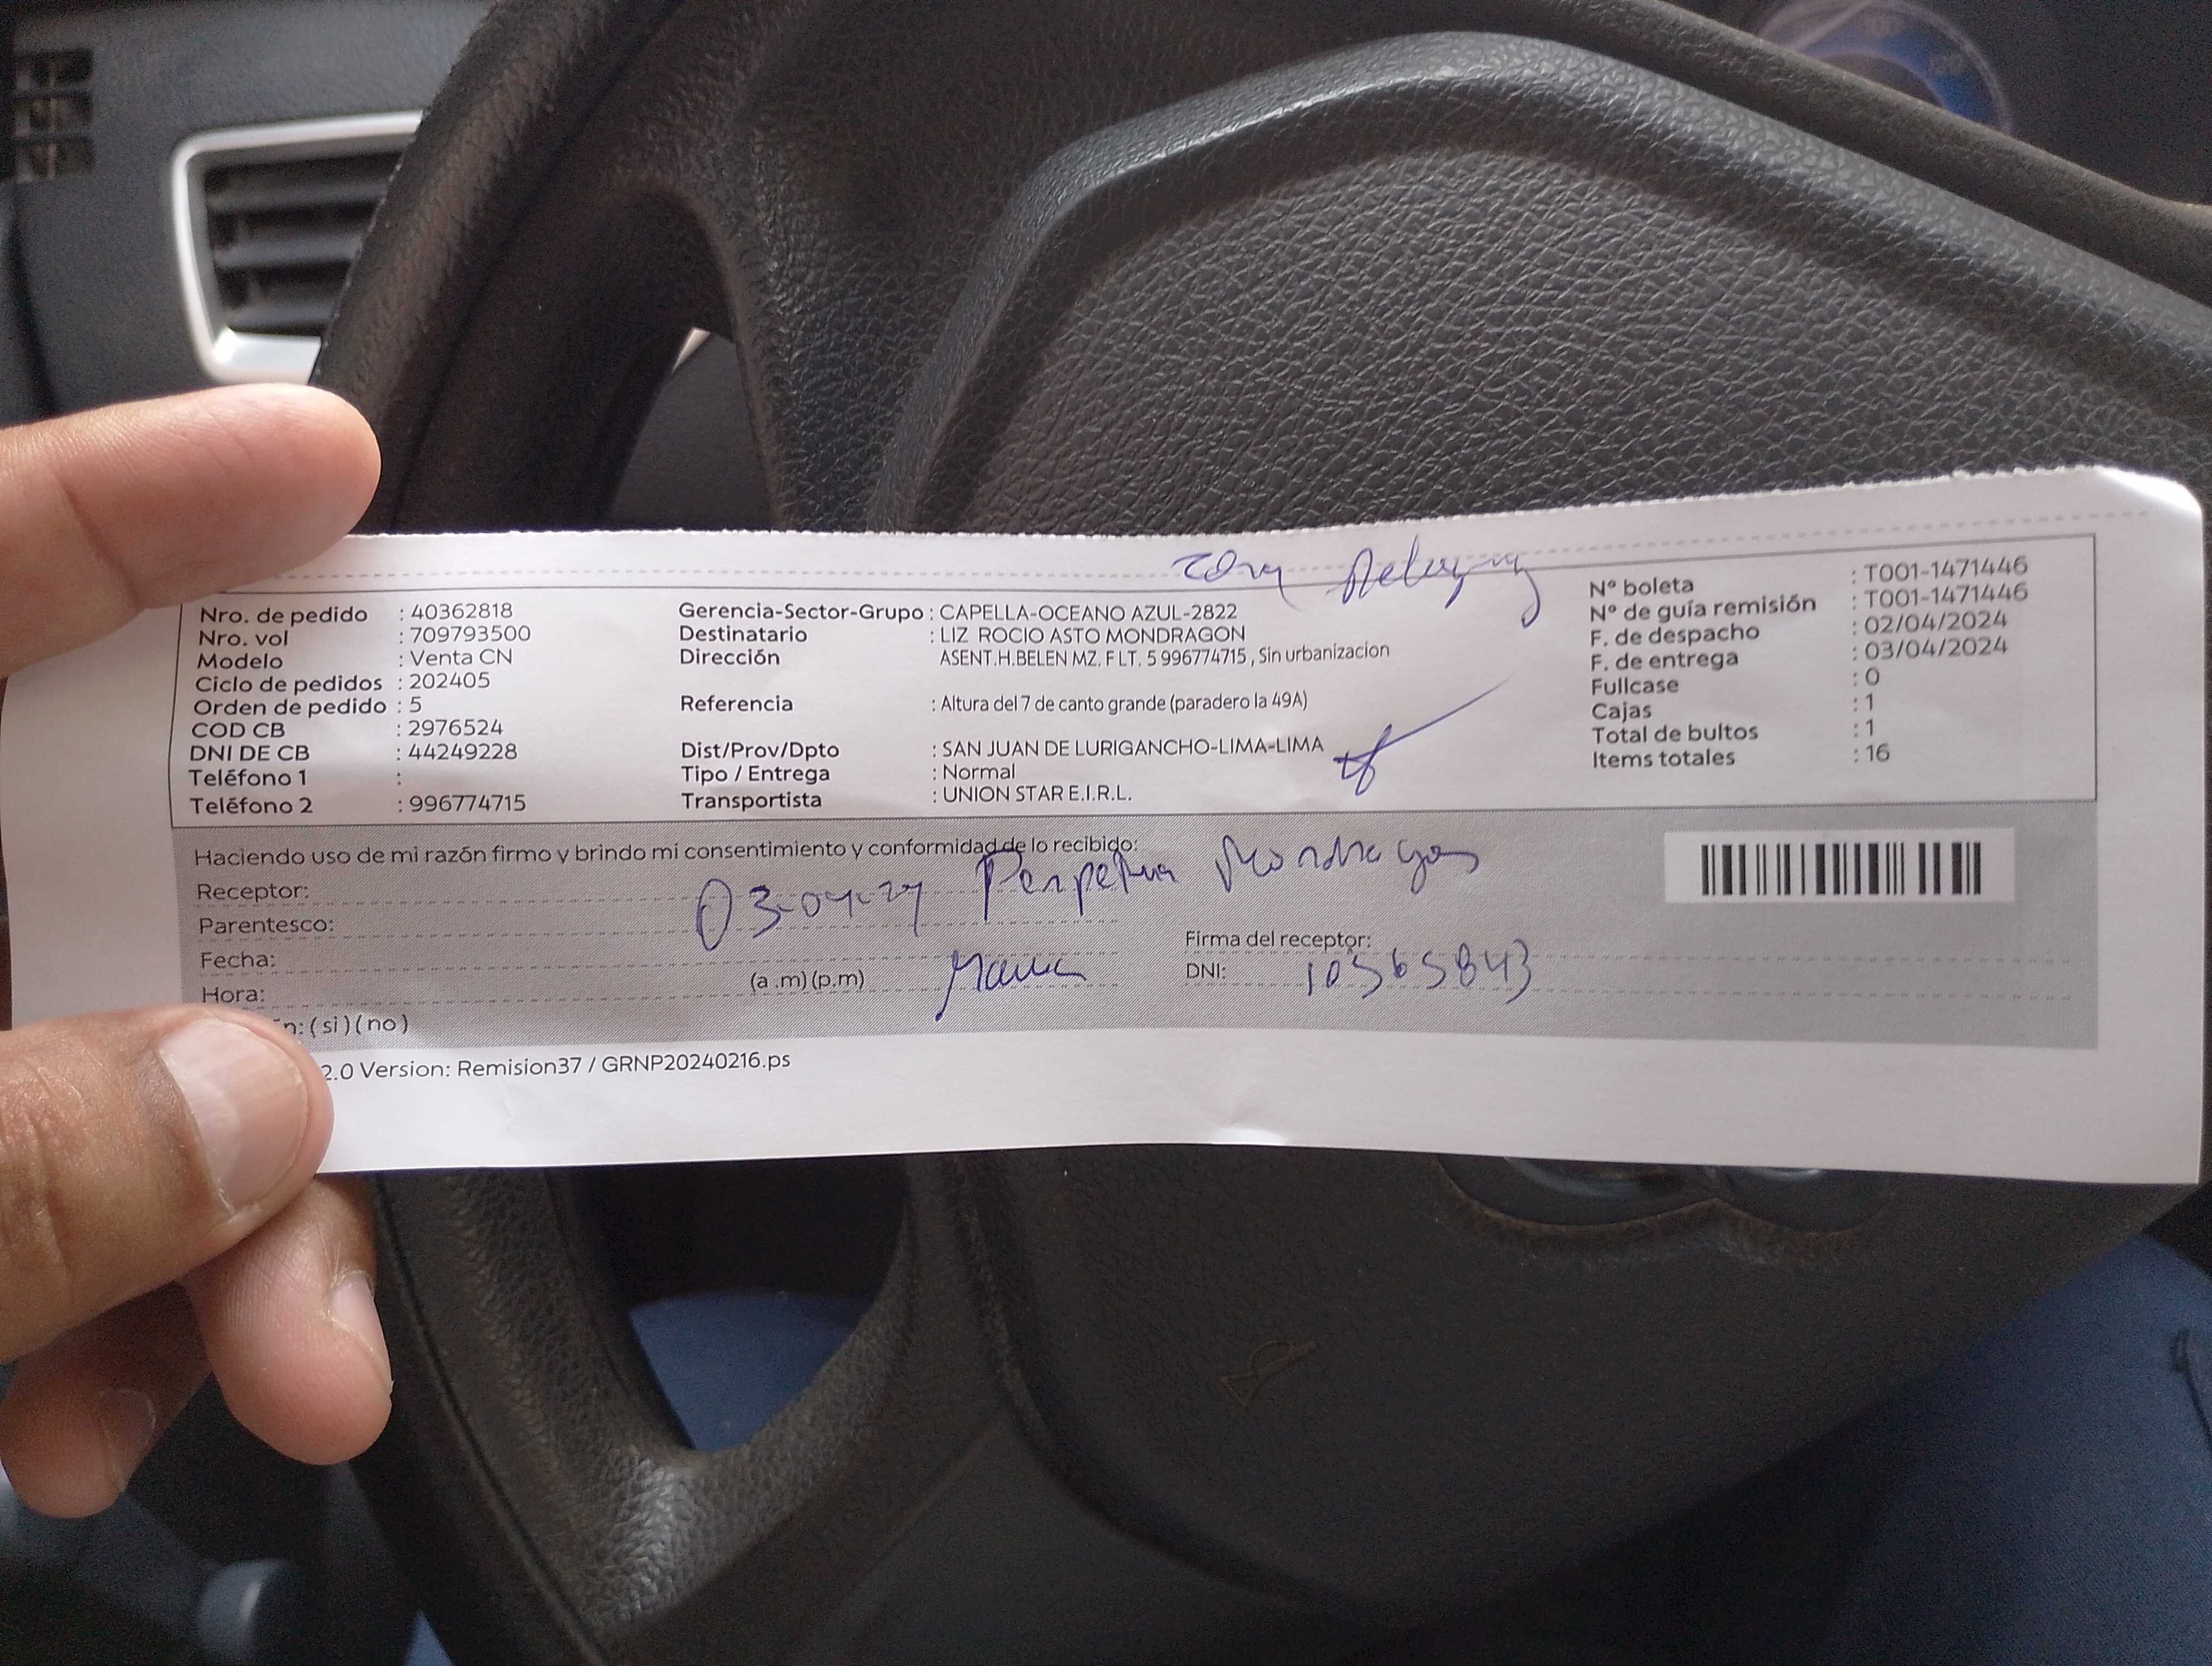 Nro. de pedido : 40362818
Nro. vol : 709793500
Modelo : Venta CN
Ciclo de pedidos : 202405
Orden de pedido : 5
COD CB : 2976524
DNI DE CB : 44249228
Teléfono 1 :
Teléfono 2 : 996774715
Gerencia-Sector-Grupo : CAPELLA-OCEANO AZUL-2822
Destinatario : LIZ ROCIO ASTO MONDRAGON
Dirección ASENT.H.BELEN MZ. F LT. 5 996774715 , Sin urbanizacion
Referencia : Altura del 7 de canto grande (paradero la 49A)
Dist/Prov/Dpto : SAN JUAN DE LURIGANCHO-LIMA-LIMA
Tipo / Entrega : Normal
Transportista : UNION STAR E.I.R.L.
N° boleta : T001-1471446
N° de guía remisión : T001-1471446
F. de despacho : 02/04/2024
F. de entrega : 03/04/2024
Fullcase : 0
Cajas : 1
Total de bultos : 1
Items totales : 16
Haciendo uso de mi razón firmo y brindo mi consentimiento y conformidad de lo recibido:
Receptor:
Parentesco:
03-04-24 Perpetua Mondragon
Fecha:
Hora: (a .m) (p.m)
Firma del receptor:
DNI: 10565843
n: ( si ) ( no )
2.0 Version: Remision37 / GRNP20240216.ps